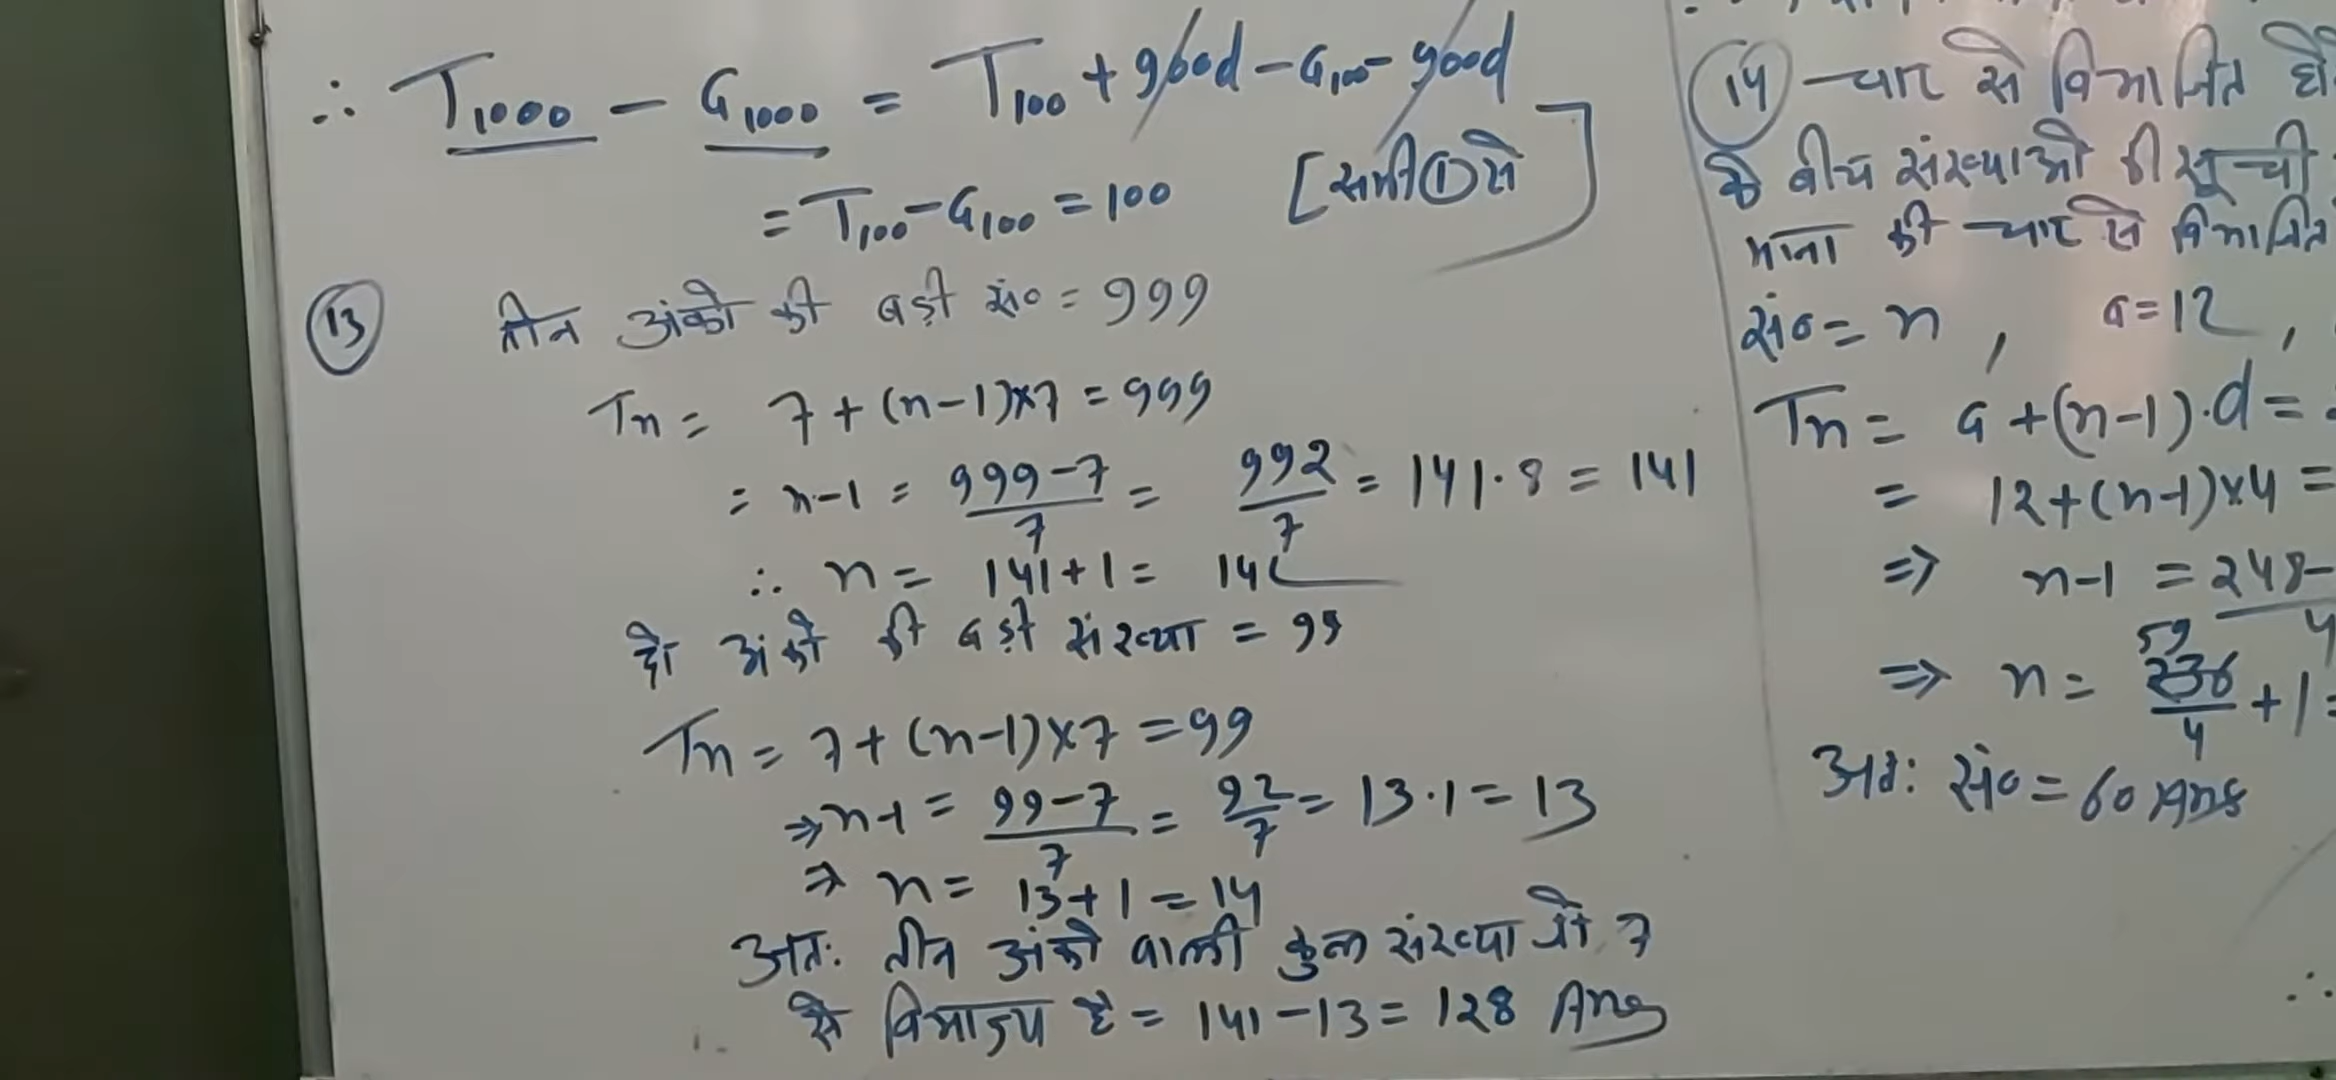 ∴ T₁₀₀₀ − G₁₀₀₀ = T₁₀₀ + 900d − G₁₀₀ − 900d
= T₁₀₀ − G₁₀₀ = 100 [समी① से]
(13) तीन अंको की बड़ी सं० = 999
Tn = 7 + (n−1)×7 = 999
= n−1 = (999−7)/7 = 992/7 = 141.8 = 141
∴ n = 141+1 = 142
दो अंको की बड़ी संख्या = 99
Tn = 7 + (n−1)×7 = 99
⇒ n−1 = (99−7)/7 = 92/7 = 13.1 = 13
⇒ n = 13+1 = 14
अतः तीन अंको वाली कुल संख्या जो 7
से विभाज्य है = 141 − 13 = 128 Ans
(14) चार से विभाजित
के बीच संख्याओ की सूची
की चार से विभाजित
सं० = n, a = 12,
Tn = a + (n−1).d =
= 12 + (n−1)×4 =
⇒ n−1 = 248−/4
⇒ n = 59 236/4 + 1 =
अतः सं० = 60 Ans
∴